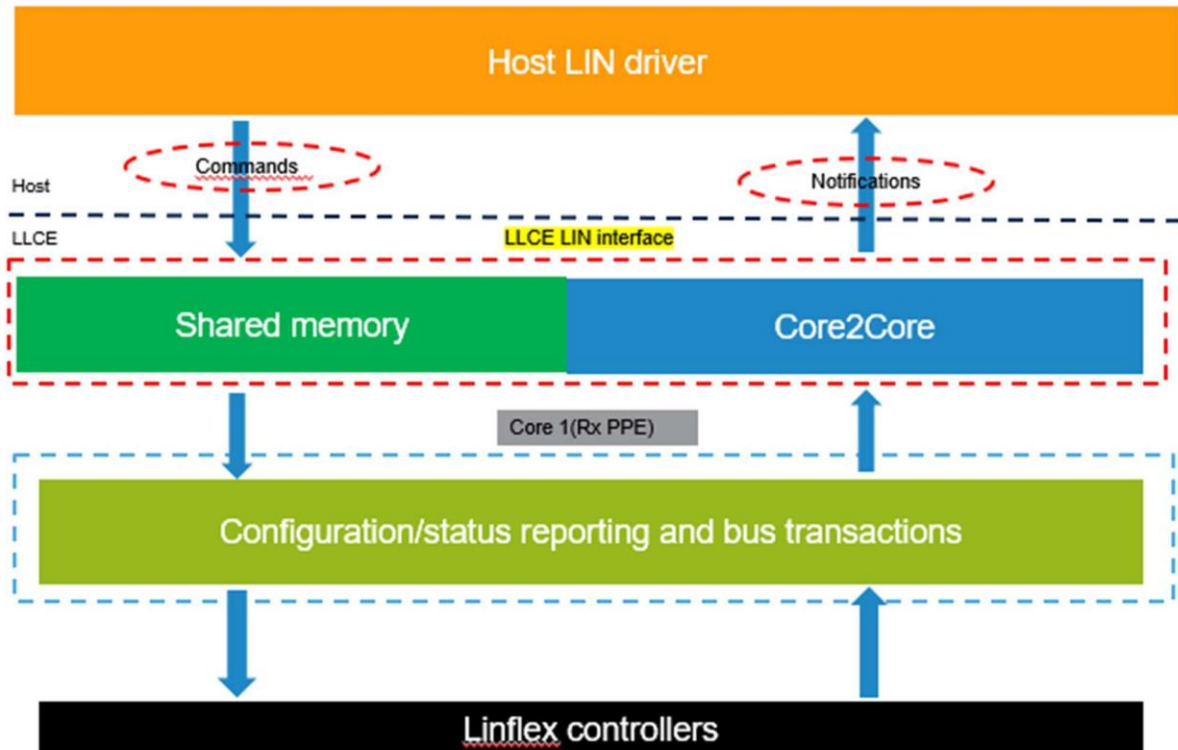 Host LIN driver
Commands
Notifications
Host
LLCE
LLCE LIN interface
Shared memory
Core2Core
Core 1(Rx PPE)
Configuration/status reporting and bus transactions
Linflex controllers